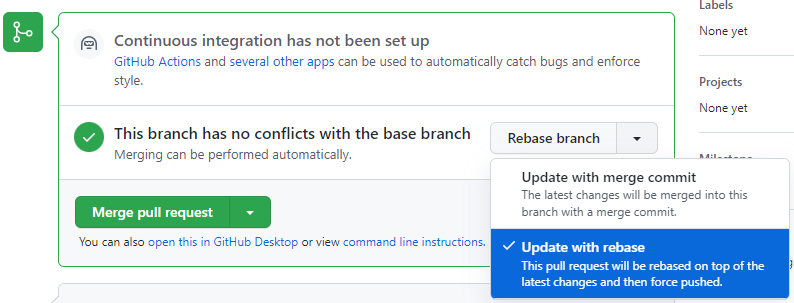 Labels
None yet
Continuous integration has not been set up
GitHub Actions and several other apps can be used to automatically catch bugs and enforce
style.
Projects
None yet
This branch has no conflicts with the base branch
Merging can be performed automatically.
Rebase branch
Update with merge commit
The latest changes will be merged into this
branch with a merge commit.
Update with rebase
This pull request will be rebased on top of the
latest changes and then force pushed.
Merge pull request
You can also open this in GitHub Desktop or view command line instructions.